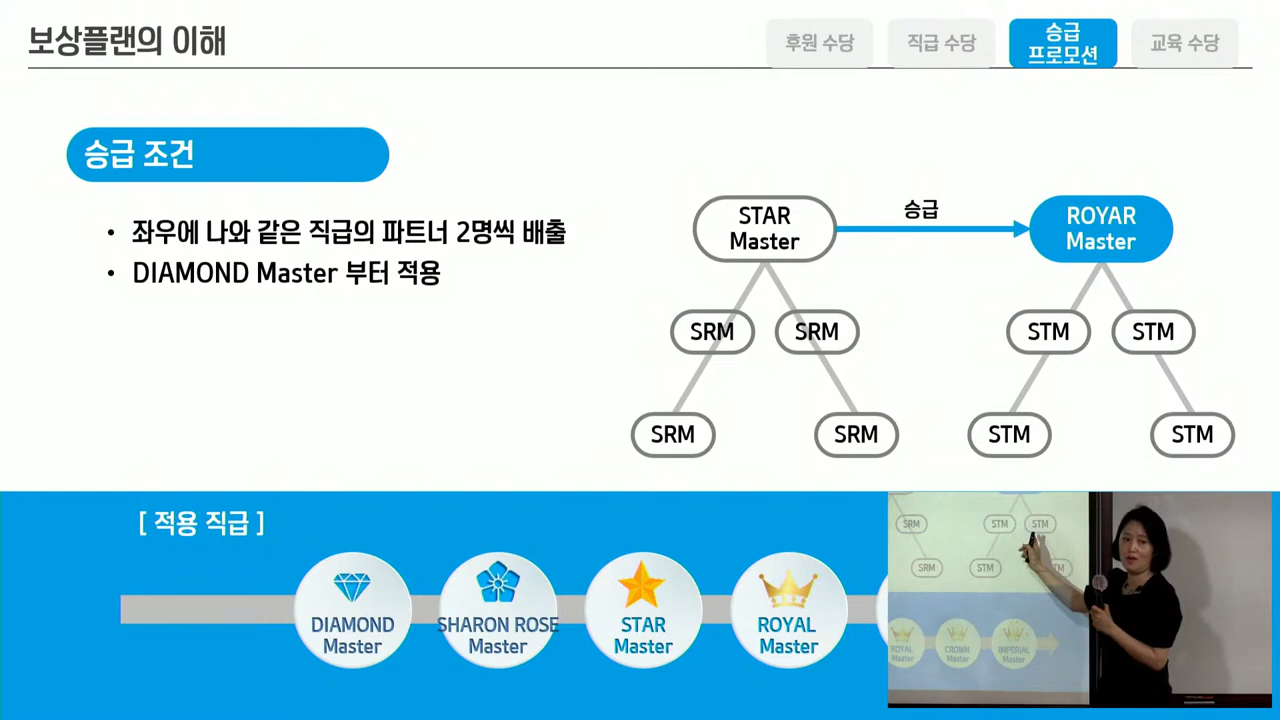 보상플랜의 이해
후원 수당
직급 수당
승급
프로모션
교육 수당
승급 조건
• 좌우에 나와 같은 직급의 파트너 2명씩 배출
• DIAMOND Master 부터 적용
STAR
Master
승급
ROYAR
Master
SRM
SRM
STM
STM
SRM
SRM
STM
STM
[ 적용 직급 ]
DIAMOND
Master
SHARON ROSE
Master
STAR
Master
ROYAL
Master
SRM
STM
STM
SRM
STM
STM
ROYAL
Master
CROWN
Master
IMPERIAL
Master